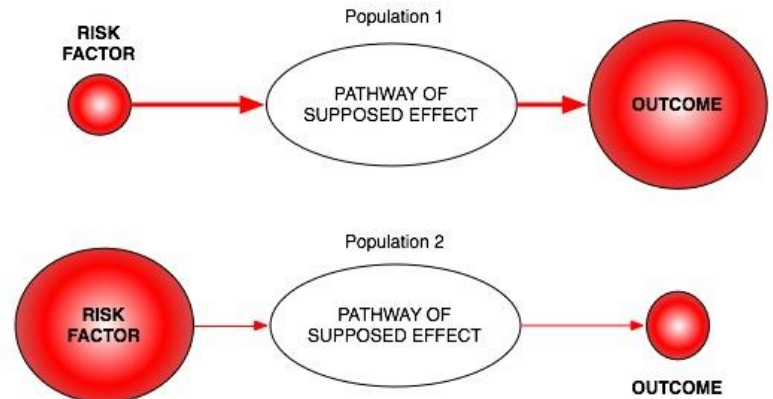 Population 1
RISK
FACTOR
PATHWAY OF
SUPPOSED EFFECT
OUTCOME
Population 2
RISK
FACTOR
PATHWAY OF
SUPPOSED EFFECT
OUTCOME